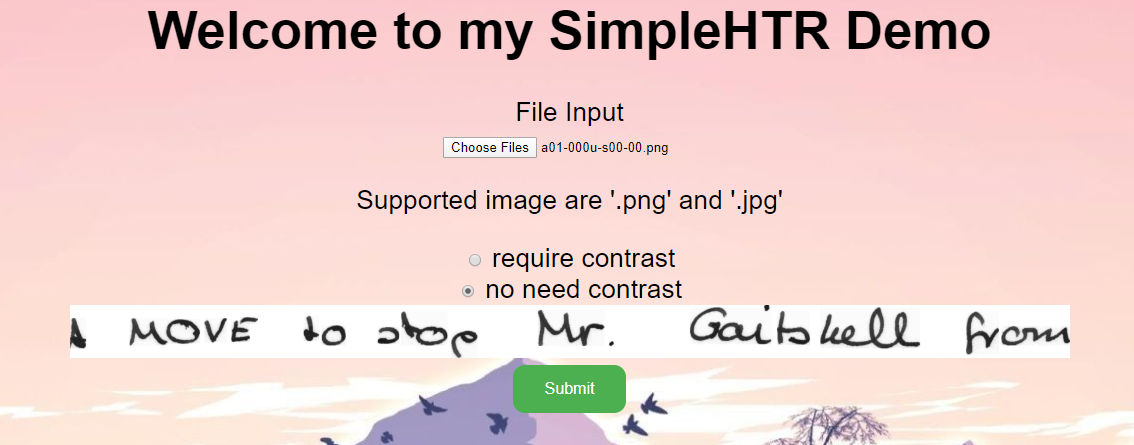 Welcome to my SimpleHTR Demo
File Input
Choose Files a01-000u-s00-00.png
Supported image are '.png' and '.jpg'
require contrast
no need contrast
A MOVE to stop Mr. Gaitskell from
Submit